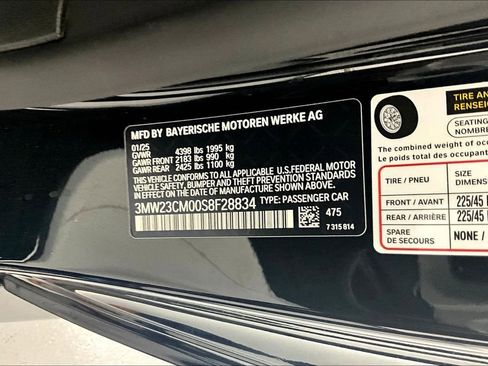 MFD BY BAYERISCHE MOTOREN WERKE AG
01/25
GVWR 4398 lbs 1995 kg
GAWR FRONT 2183 lbs 990 kg
GAWR REAR 2425 lbs 1100 kg
THIS VEHICLE CONFORMS TO ALL APPLICABLE U.S. FEDERAL MOTOR
VEHICLE SAFETY, BUMPER AND THEFT PREVENTION STANDARDS
IN EFFECT ON THE DATE OF MANUFACTURE SHOWN ABOVE.
3MW23CM00S8F28834 TYPE: PASSENGER CAR
475
7 315 814
TIRE AN
RENSEI
SEATING
NOMBRE
The combined weight
Le poids total des occupant
TIRE / PNEU SIZE
DIMENS
FRONT / AVANT 225/45
REAR / ARRIÈRE 225/45
SPARE
DE SECOURS NONE /